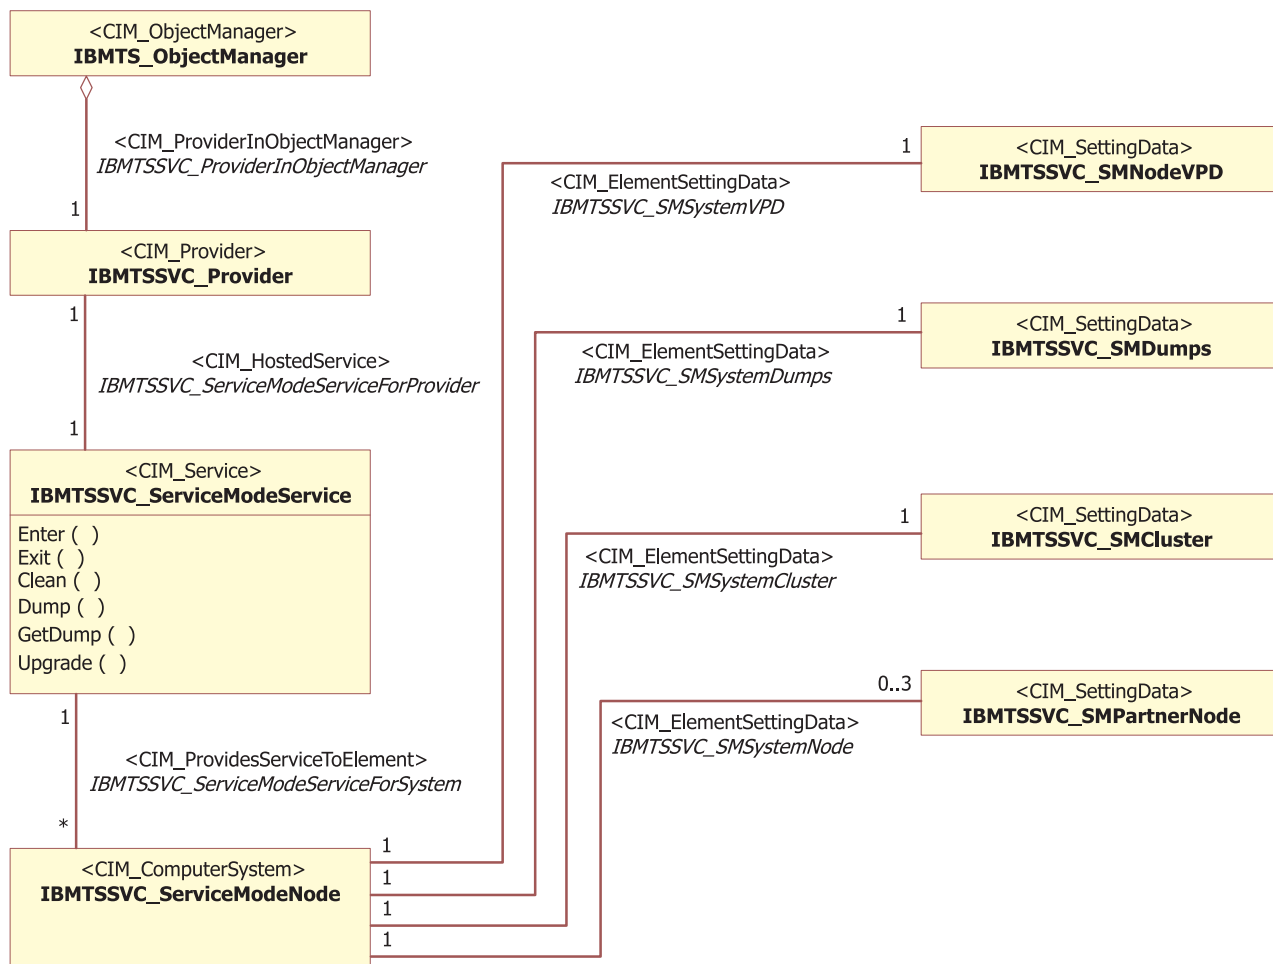 <CIM_ObjectManager>
IBMTS_ObjectManager
<CIM_ProviderInObjectManager>
IBMTSSVC_ProviderInObjectManager
1
<CIM_Provider>
IBMTSSVC_Provider
1
<CIM_HostedService>
IBMTSSVC_ServiceModeServiceForProvider
1
<CIM_Service>
IBMTSSVC_ServiceModeService
Enter ( )
Exit ( )
Clean ( )
Dump ( )
GetDump ( )
Upgrade ( )
1
<CIM_ProvidesServiceToElement>
IBMTSSVC_ServiceModeServiceForSystem
*
<CIM_ComputerSystem>
IBMTSSVC_ServiceModeNode
1
1
1
1
<CIM_ElementSettingData>
IBMTSSVC_SMSystemVPD
1
<CIM_SettingData>
IBMTSSVC_SMNodeVPD
<CIM_ElementSettingData>
IBMTSSVC_SMSystemDumps
1
<CIM_SettingData>
IBMTSSVC_SMDumps
<CIM_ElementSettingData>
IBMTSSVC_SMSystemCluster
1
<CIM_SettingData>
IBMTSSVC_SMCluster
<CIM_ElementSettingData>
IBMTSSVC_SMSystemNode
0..3
<CIM_SettingData>
IBMTSSVC_SMPartnerNode